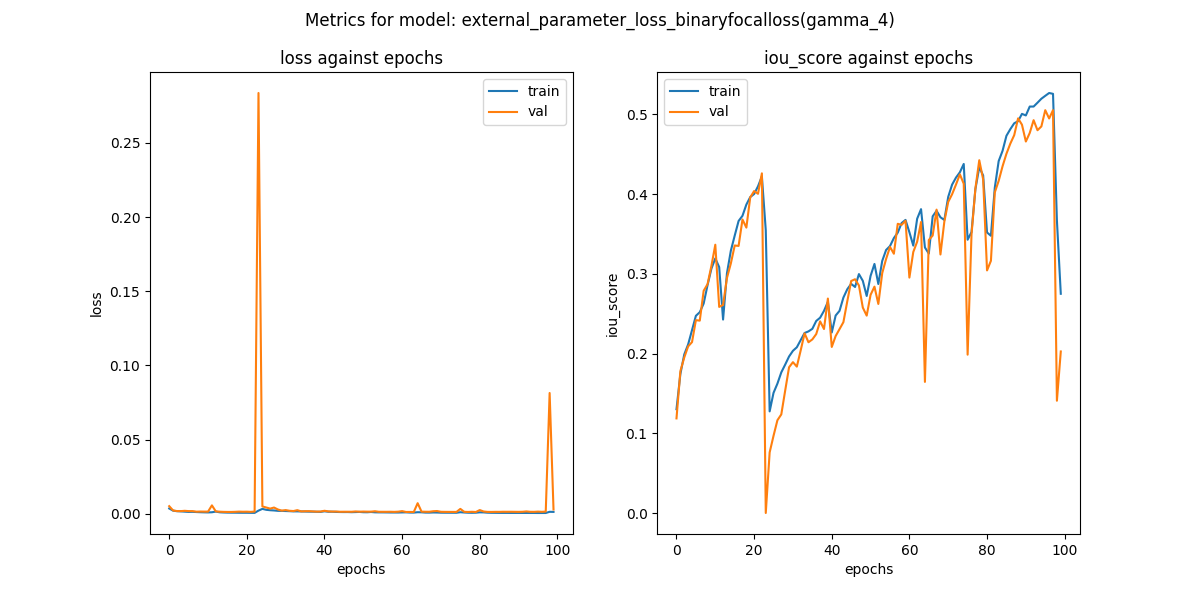 Metrics for model: external_parameter_loss_binaryfocalloss(gamma_4)
loss against epochs
train
val
0.25
0.20
0.15
0.10
0.05
0.00
loss
0
20
40
60
80
100
epochs
iou_score against epochs
train
val
0.5
0.4
0.3
0.2
0.1
0.0
iou_score
0
20
40
60
80
100
epochs